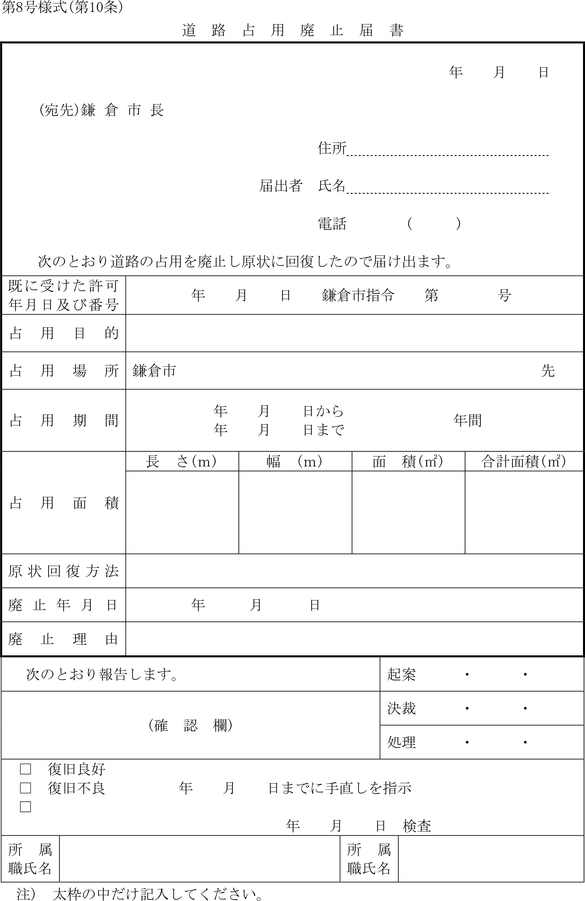 第8号様式(第10条)
道 路 占 用 廃 止 届 書
年 月 日
(宛先)鎌 倉 市 長
住所
届出者 氏名
電話 ( )
次のとおり道路の占用を廃止し原状に回復したので届け出ます。
既に受けた許可
年月日及び番号
年 月 日 鎌倉市指令 第 号
占 用 目 的
占 用 場 所 鎌倉市 先
占 用 期 間
年 月 日から
年 月 日まで
年間
占 用 面 積
長 さ(m) 幅 (m) 面 積(㎡) 合計面積(㎡)
原状回復方法
廃 止 年 月 日 年 月 日
廃 止 理 由
次のとおり報告します。 起案 ・ ・
(確 認 欄)
決裁 ・ ・
処理 ・ ・
□ 復旧良好
□ 復旧不良 年 月 日までに手直しを指示
□
年 月 日 検査
所 属
職氏名
所 属
職氏名
注) 太枠の中だけ記入してください。